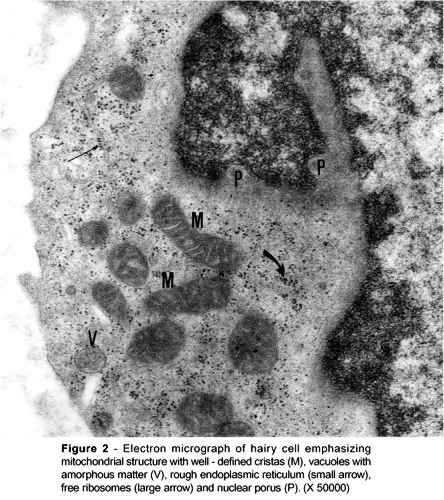 P
P
M
M
V
Figure 2 - Electron micrograph of hairy cell emphasizing
mitochondrial structure with well - defined cristas (M), vacuoles with
amorphous matter (V), rough endoplasmic reticulum (small arrow),
free ribosomes (large arrow) and nuclear porus (P). (X 50000)